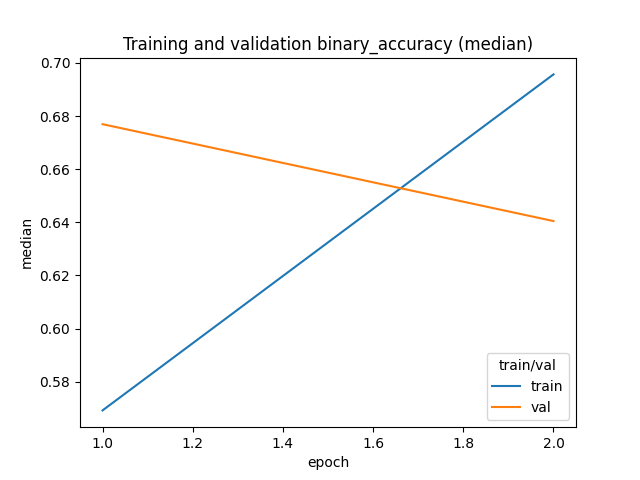 Training and validation binary_accuracy (median)
0.70
0.68
0.66
0.64
0.62
0.60
0.58
median
train/val
train
val
1.0 1.2 1.4 1.6 1.8 2.0
epoch